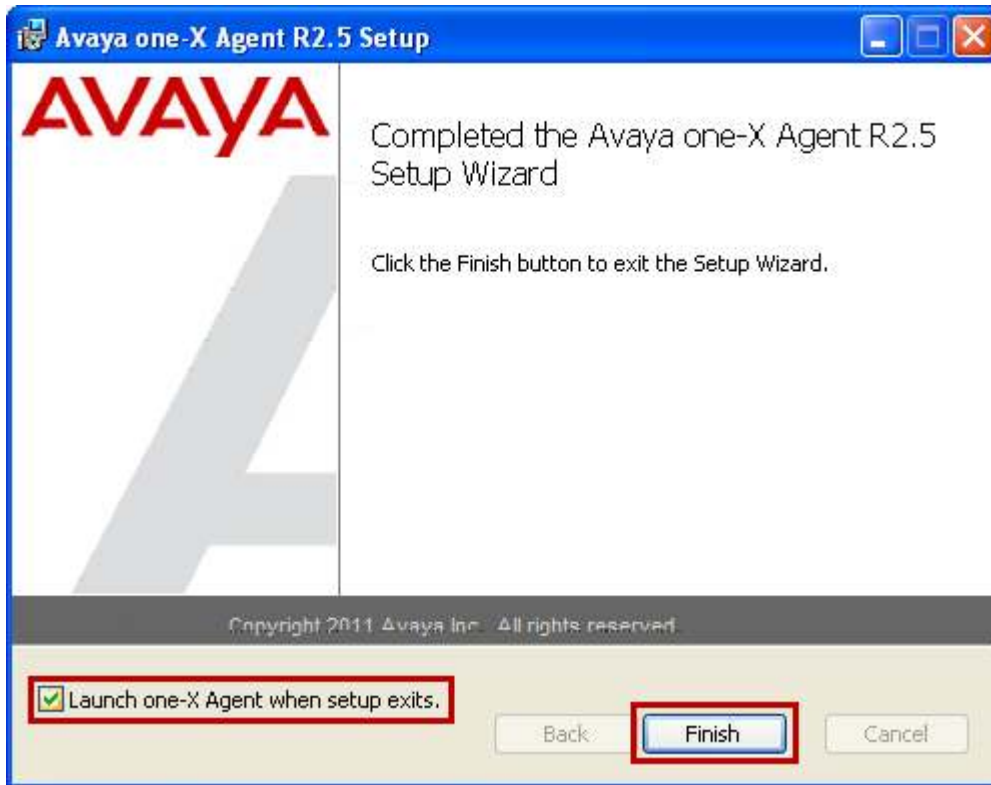 Avaya one-X Agent R2.5 Setup
AVAYA
Completed the Avaya one-X Agent R2.5
Setup Wizard
Click the Finish button to exit the Setup Wizard.
Copyright 2011 Avaya Inc. All rights reserved.
Launch one-X Agent when setup exits.
Back
Finish
Cancel